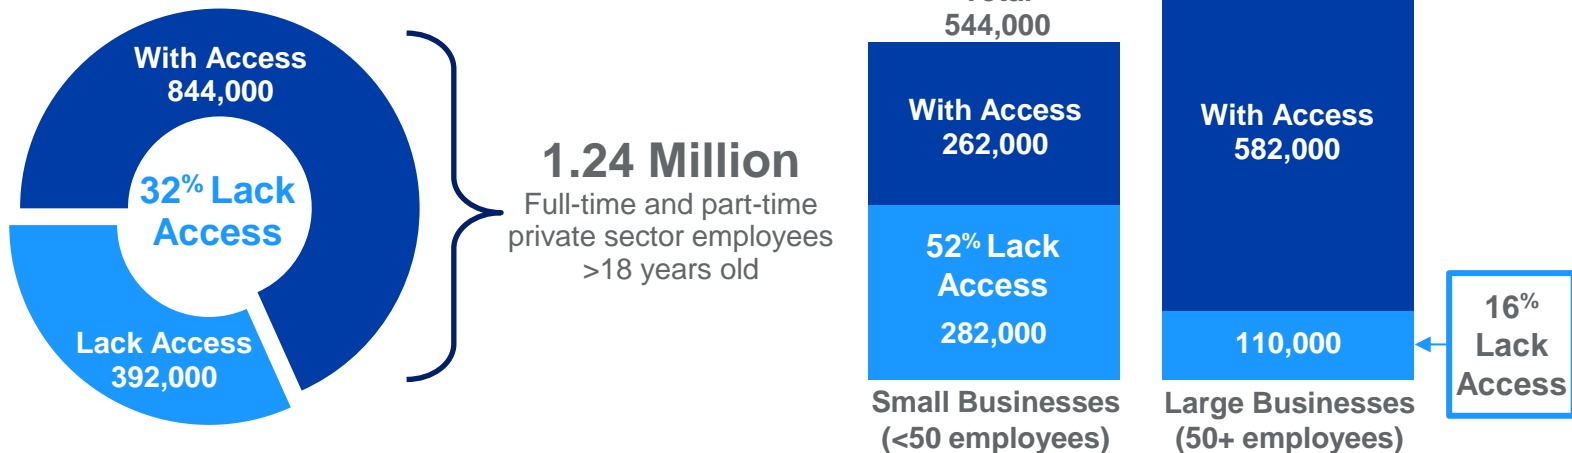 With Access
844,000
32% Lack
Access
Lack Access
392,000
1.24 Million
Full-time and part-time
private sector employees
>18 years old
Total
544,000
With Access
262,000
52% Lack
Access
282,000
Small Businesses
(<50 employees)
With Access
582,000
110,000
Large Businesses
(50+ employees)
16%
Lack
Access